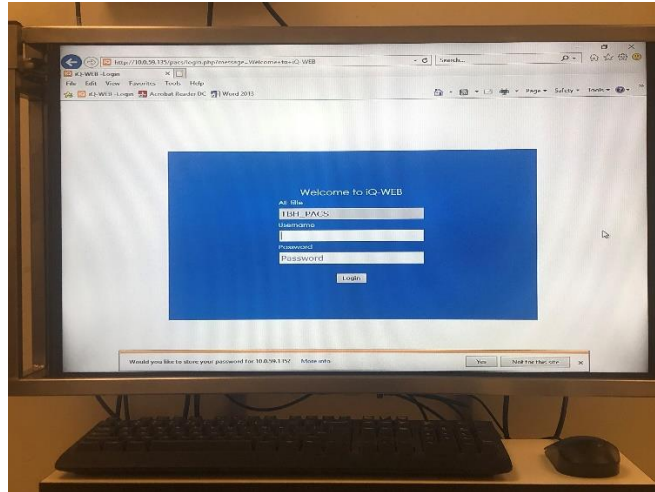 http://10.0.59.135/pacs/login.php?message=Welcome+to+iQ-WEB
Search...
iQ-WEB -Login
File Edit View Favorites Tools Help
iQ-WEB -Login Acrobat Reader DC Word 2013
Page Safety Tools
Welcome to iQ-WEB
AE Title
TBH_PACS
Username
Password
Password
Login
Would you like to store your password for 10.0.59.135? More info
Yes Not for this site